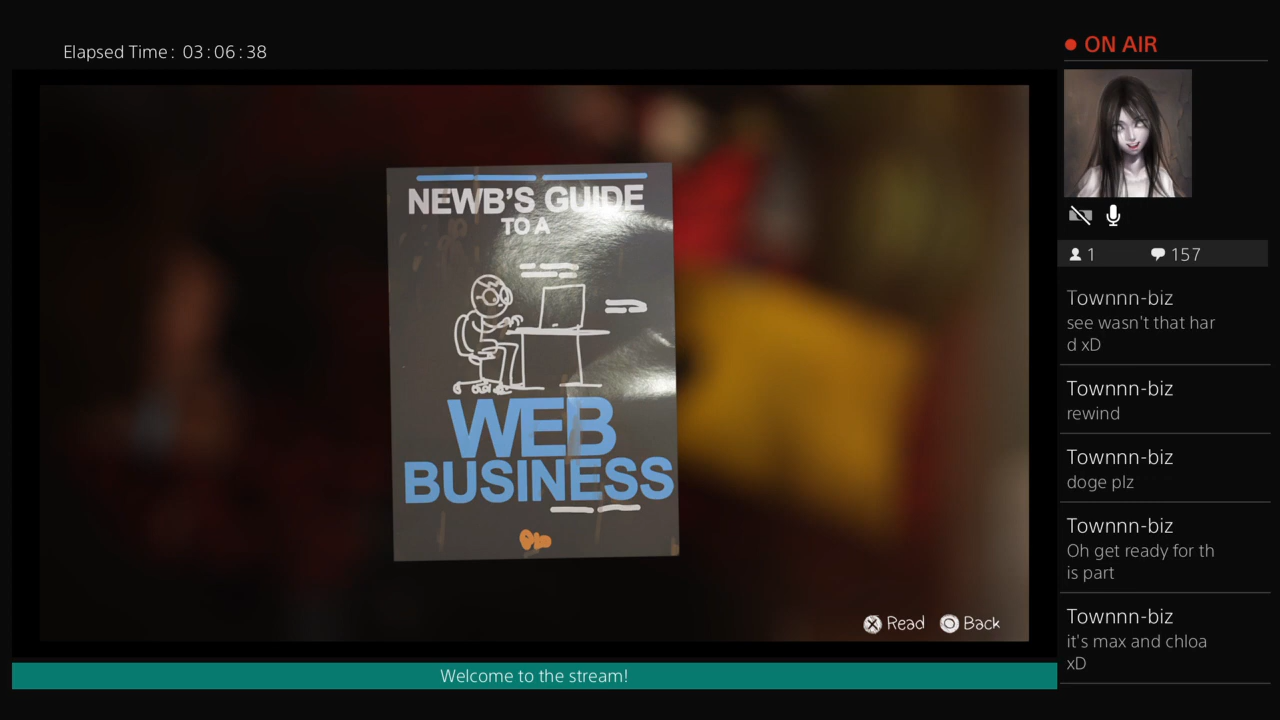 Elapsed Time: 03:06:38
ON AIR
NEWB'S GUIDE
TO A
WEB
BUSINESS
Read
Back
Welcome to the stream!
1
157
Townnn-biz
see wasn't that har
d xD
Townnn-biz
rewind
Townnn-biz
doge plz
Townnn-biz
Oh get ready for th
is part
Townnn-biz
it's max and chloa
xD